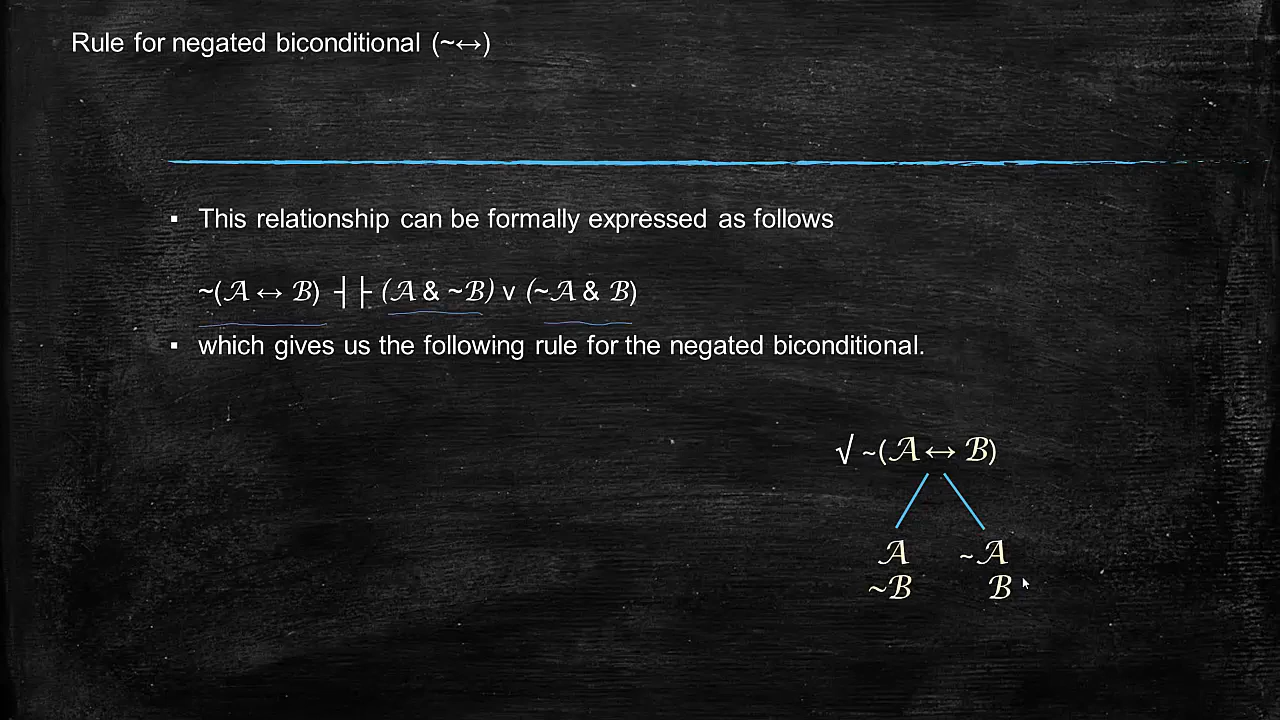 Rule for negated biconditional (~↔)
▪ This relationship can be formally expressed as follows
~(𝒜 ↔ ℬ) ┤├ (𝒜 & ~ℬ) v (~𝒜 & ℬ)
▪ which gives us the following rule for the negated biconditional.
√ ~(𝒜 ↔ ℬ)
𝒜 ~𝒜
~ℬ ℬ